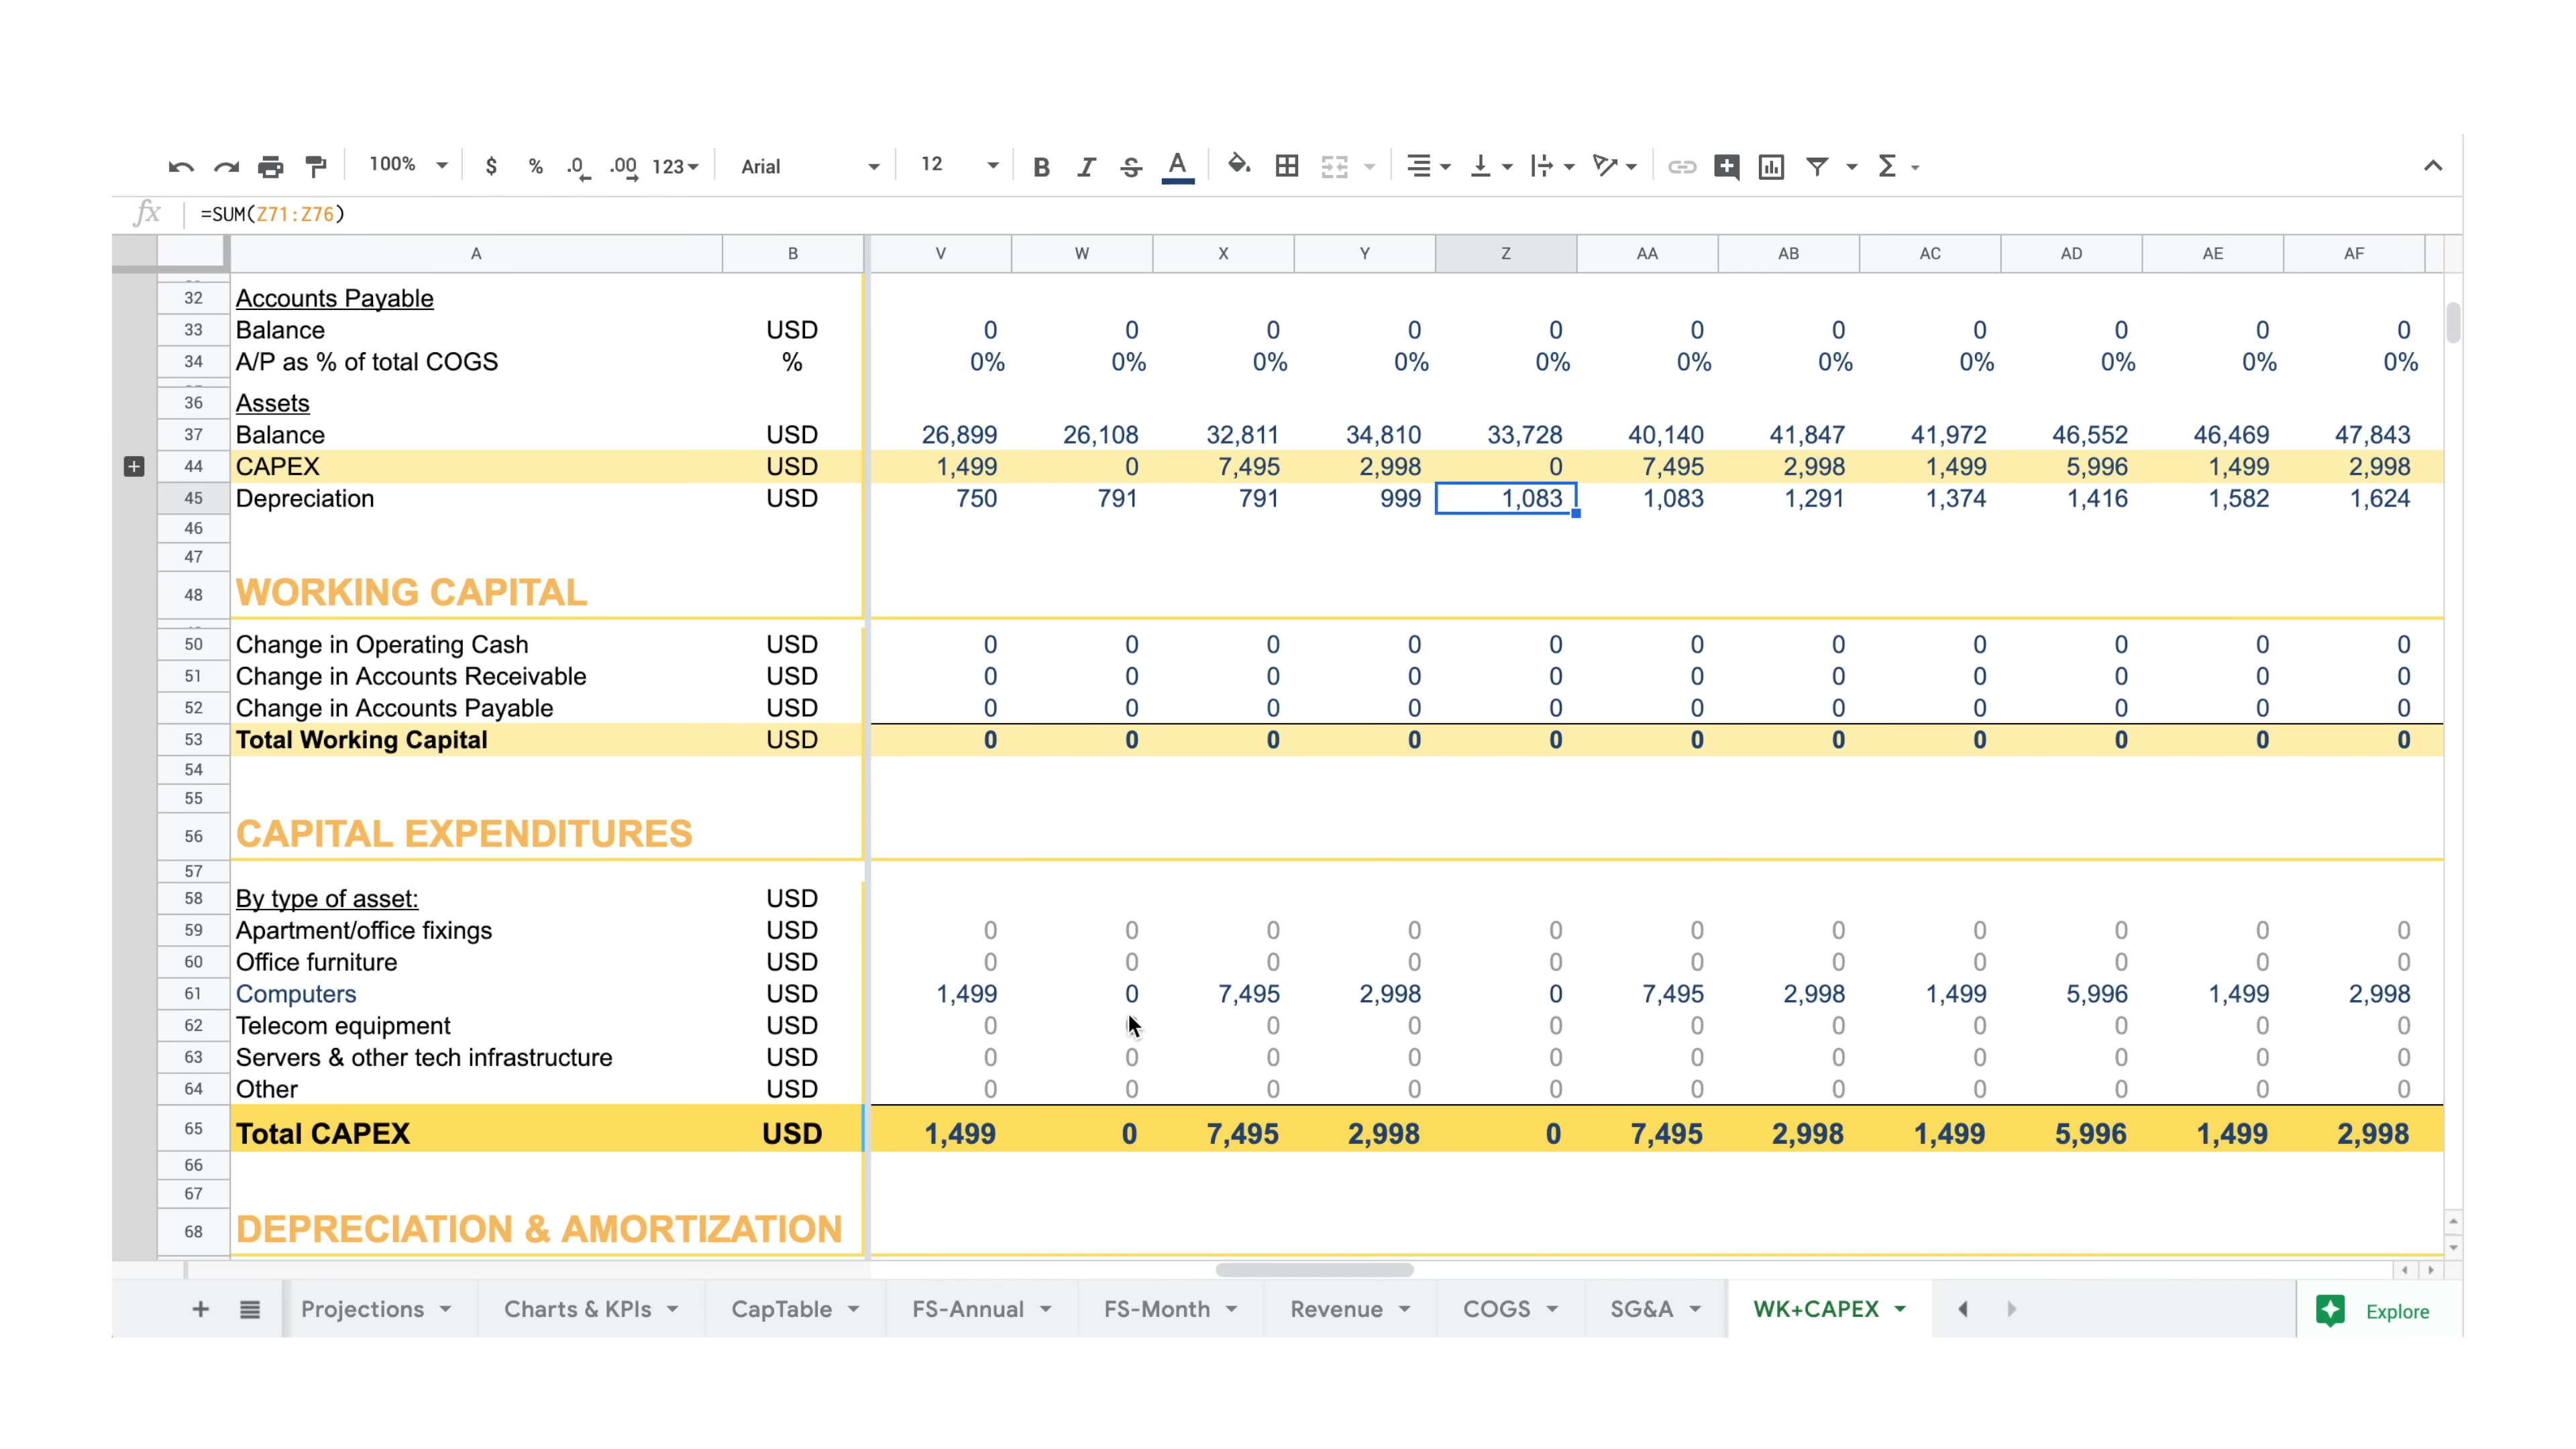 100% $ % .0 .00 123 Arial 12 B I S A Σ
fx =SUM(Z71:Z76)
A B V W X Y Z AA AB AC AD AE AF
32 Accounts Payable
33 Balance USD 0 0 0 0 0 0 0 0 0 0 0
34 A/P as % of total COGS % 0% 0% 0% 0% 0% 0% 0% 0% 0% 0% 0%
36 Assets
37 Balance USD 26,899 26,108 32,811 34,810 33,728 40,140 41,847 41,972 46,552 46,469 47,843
44 CAPEX USD 1,499 0 7,495 2,998 0 7,495 2,998 1,499 5,996 1,499 2,998
45 Depreciation USD 750 791 791 999 1,083 1,083 1,291 1,374 1,416 1,582 1,624
46
47
48 WORKING CAPITAL
50 Change in Operating Cash USD 0 0 0 0 0 0 0 0 0 0 0
51 Change in Accounts Receivable USD 0 0 0 0 0 0 0 0 0 0 0
52 Change in Accounts Payable USD 0 0 0 0 0 0 0 0 0 0 0
53 Total Working Capital USD 0 0 0 0 0 0 0 0 0 0 0
54
55
56 CAPITAL EXPENDITURES
57
58 By type of asset: USD
59 Apartment/office fixings USD 0 0 0 0 0 0 0 0 0 0 0
60 Office furniture USD 0 0 0 0 0 0 0 0 0 0 0
61 Computers USD 1,499 0 7,495 2,998 0 7,495 2,998 1,499 5,996 1,499 2,998
62 Telecom equipment USD 0 0 0 0 0 0 0 0 0 0
63 Servers & other tech infrastructure USD 0 0 0 0 0 0 0 0 0 0 0
64 Other USD 0 0 0 0 0 0 0 0 0 0 0
65 Total CAPEX USD 1,499 0 7,495 2,998 0 7,495 2,998 1,499 5,996 1,499 2,998
66
67
68 DEPRECIATION & AMORTIZATION
+ Projections Charts & KPIs CapTable FS-Annual FS-Month Revenue COGS SG&A WK+CAPEX Explore